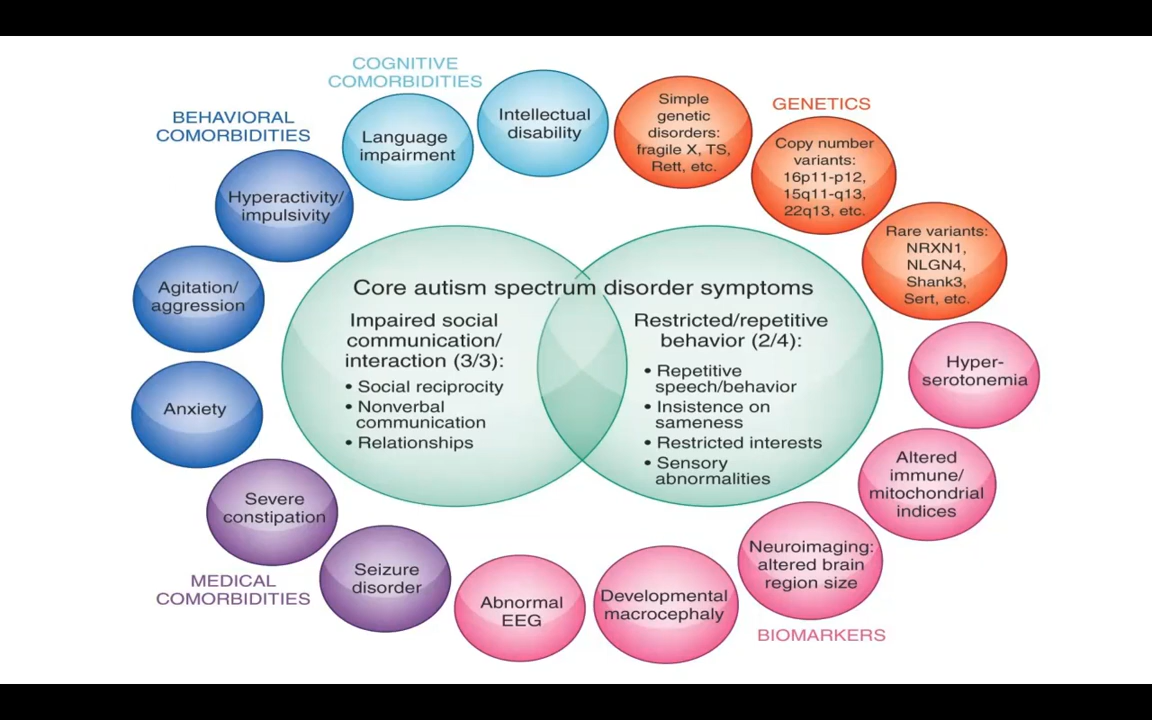 COGNITIVE
COMORBIDITIES
BEHAVIORAL
COMORBIDITIES
Language
impairment
Intellectual
disability
Simple
genetic
disorders:
fragile X, TS,
Rett, etc.
GENETICS
Copy number
variants:
16p11-p12,
15q11-q13,
22q13, etc.
Hyperactivity/
impulsivity
Rare variants:
NRXN1,
NLGN4,
Shank3,
Sert, etc.
Agitation/
aggression
Anxiety
Core autism spectrum disorder symptoms
Impaired social
communication/
interaction (3/3):
• Social reciprocity
• Nonverbal
communication
• Relationships
Restricted/repetitive
behavior (2/4):
• Repetitive
speech/behavior
• Insistence on
sameness
• Restricted interests
• Sensory
abnormalities
Hyper-
serotonemia
Altered
immune/
mitochondrial
indices
Severe
constipation
MEDICAL
COMORBIDITIES
Seizure
disorder
Abnormal
EEG
Developmental
macrocephaly
Neuroimaging:
altered brain
region size
BIOMARKERS